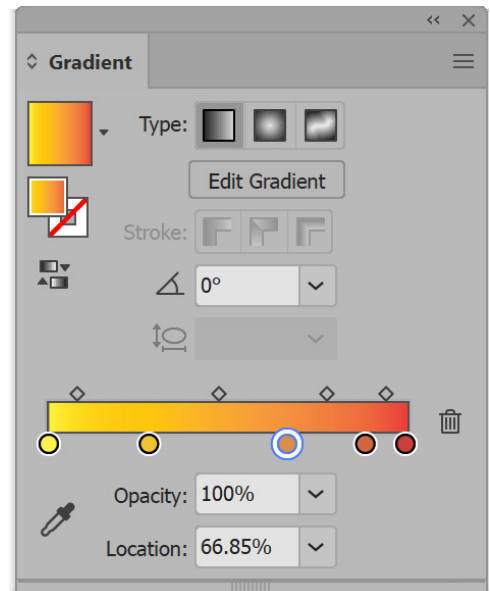 Gradient
Type:
Edit Gradient
Stroke:
0°
Opacity: 100%
Location: 66.85%